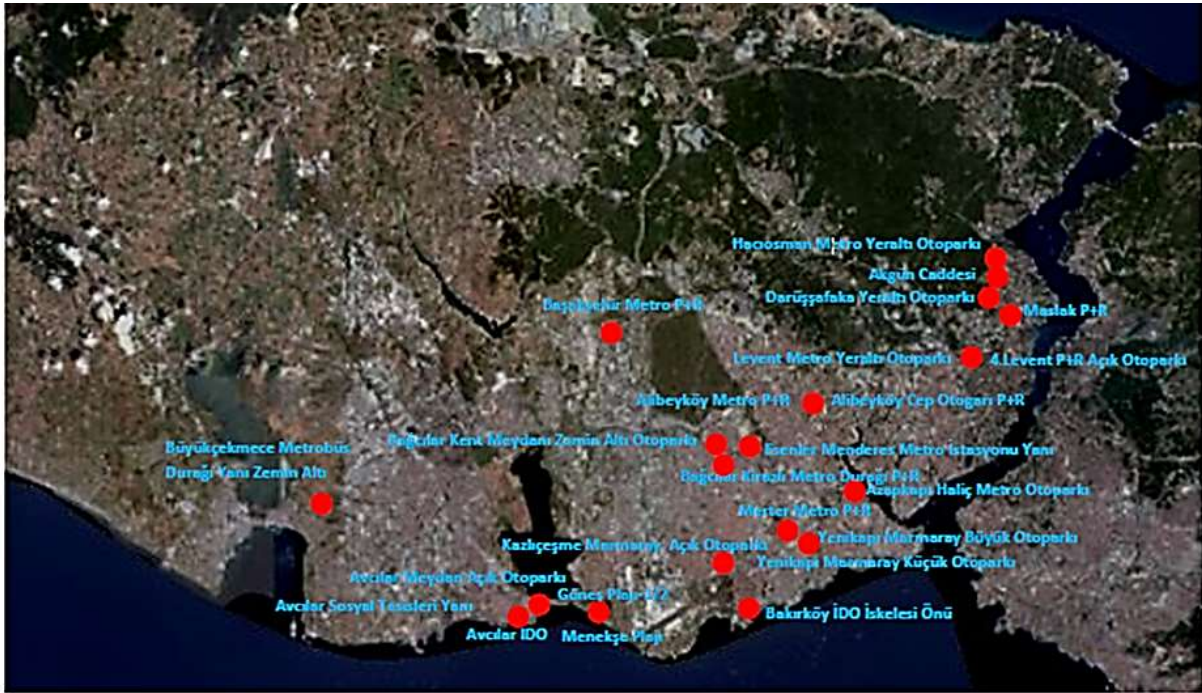 Hacıosman Metro Yeraltı Otoparkı
Akgün Caddesi
Darüşşafaka Yeraltı Otoparkı
Başakşehir Metro P+R
Maslak P+R
Levent Metro Yeraltı Otoparkı
4.Levent P+R Açık Otoparkı
Alibeyköy Metro P+R
Alibeyköy Cep Otogarı P+R
Bağcılar Kent Meydanı Zemin Altı Otoparkı
Esenler Menderes Metro İstasyonu Yanı
Büyükçekmece Metrobüs
Durağı Yanı Zemin Altı
Bağcılar Kirazlı Metro Durağı P+R
Azapkapı Haliç Metro Otoparkı
Merter Metro P+R
Yenikapı Marmaray Büyük Otoparkı
Kazlıçeşme Marmaray, Açık Otoparkı
Yenikapı Marmaray Küçük Otoparkı
Avcılar Meydan Açık Otoparkı
Güneş Plajı
Avcılar Sosyal Tesisleri Yanı
Bakırköy İDO İskelesi Önü
Avcılar IDO
Menekşe Plajı